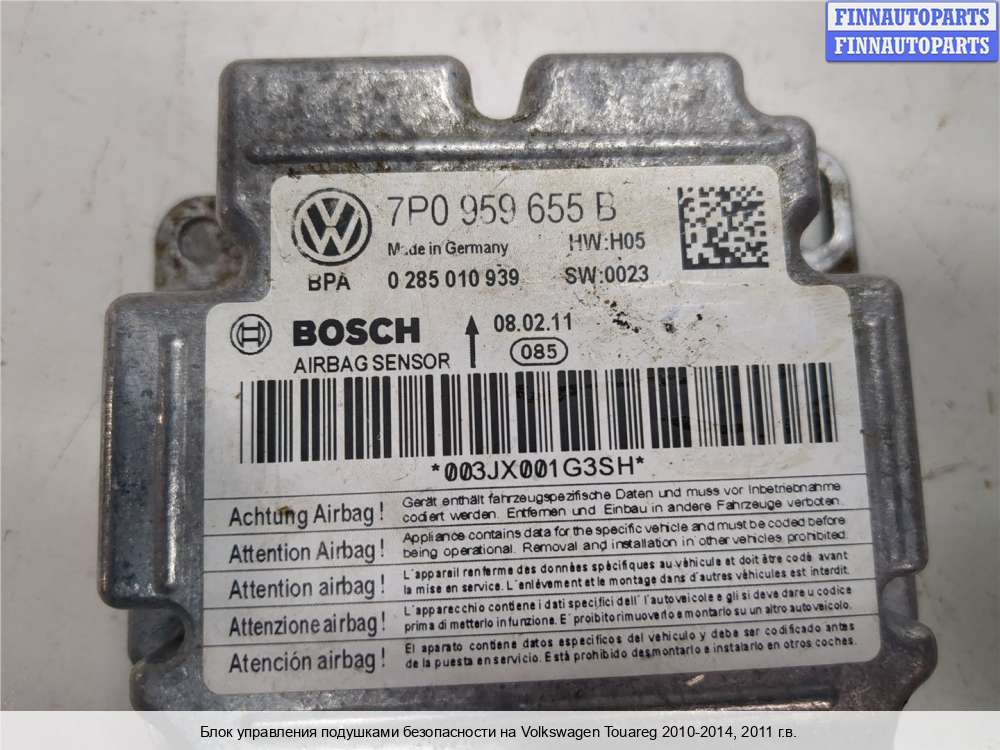 FINNAUTOPARTS
FINNAUTOPARTS
7P0 959 655 B
Made in Germany HW:H05
BPA 0 285 010 939 SW:0023
BOSCH 08.02.11
AIRBAG SENSOR 085
*003JX001G3SH*
Achtung Airbag! Gerät enthält fahrzeugspezifische Daten und muss vor Inbetriebnahme
codiert werden. Entfernen und Einbau in andere Fahrzeuge verboten.
Attention Airbag! Appliance contains data for the specific vehicle and must be coded before
being operational. Removal and installation in other vehicles prohibited.
Attention airbag! L'appareil renferme des données spécifiques au véhicule et doit être codé avant
la mise en service. L'enlévement et le montage dans d'autres véhicules est interdit.
Attenzione airbag! L'apparecchio contiene i dati specifici dell' l'autoveicole e gli si deve dare u codice
prima di metterlo in funzione. E' proibito rimuoverlo e montarlo su un altro autoveicolo.
Atención airbag! El aparato contiene datos especificos del vehiculo y debe ser codificado antes
de la puesta en servicio. Está prohibido desmontarlo e instalarlo en otros coches.
Блок управления подушками безопасности на Volkswagen Touareg 2010-2014, 2011 г.в.